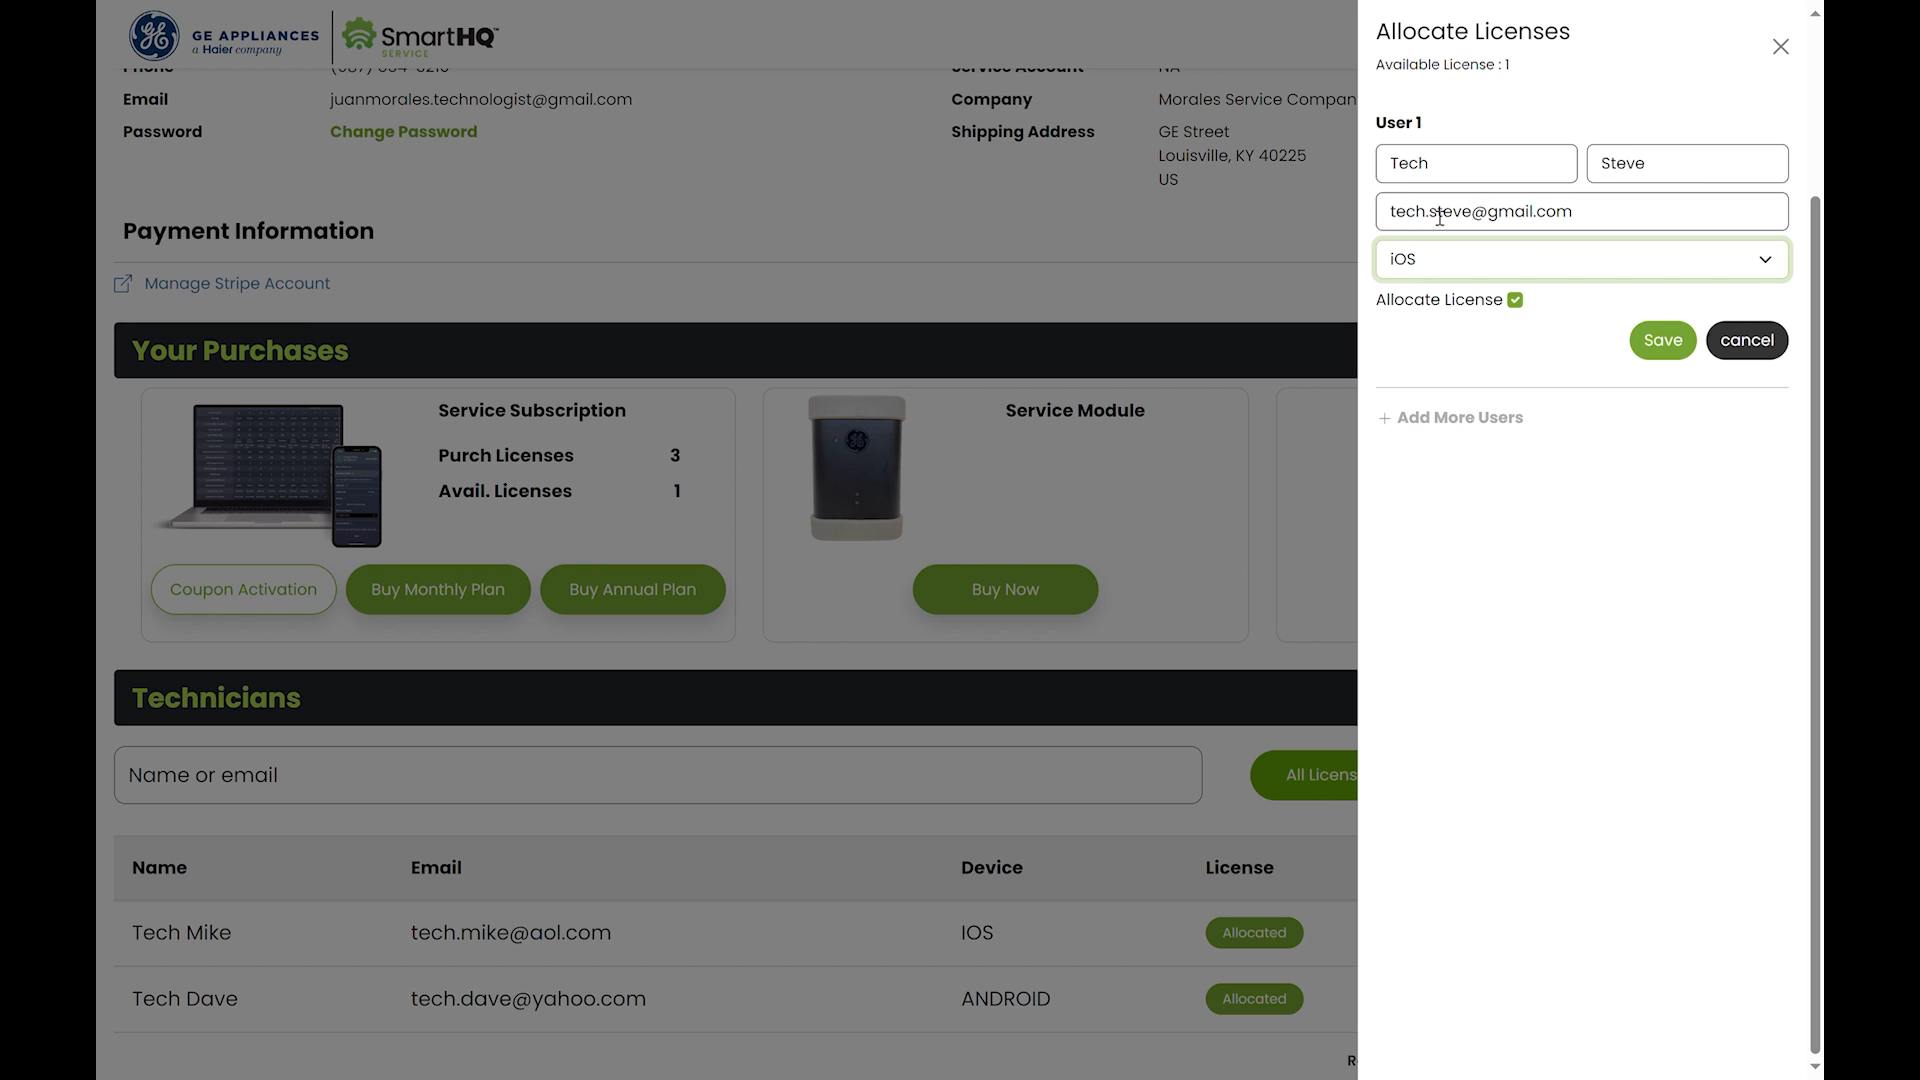 GE APPLIANCES
a Haier company
SmartHQ™
SERVICE
Phone
Email
juanmorales.technologist@gmail.com
Password
Change Password
Service Account
NA
Company
Morales Service Compan
Shipping Address
GE Street
Louisville, KY 40225
US
Payment Information
Manage Stripe Account
Your Purchases
Service Subscription
Purch Licenses 3
Avail. Licenses 1
Coupon Activation
Buy Monthly Plan
Buy Annual Plan
Service Module
Buy Now
Technicians
Name or email
All Licens
Name Email Device License
Tech Mike tech.mike@aol.com IOS Allocated
Tech Dave tech.dave@yahoo.com ANDROID Allocated
Allocate Licenses
Available License : 1
User 1
Tech
Steve
tech.steve@gmail.com
iOS
Allocate License
Save
cancel
+ Add More Users